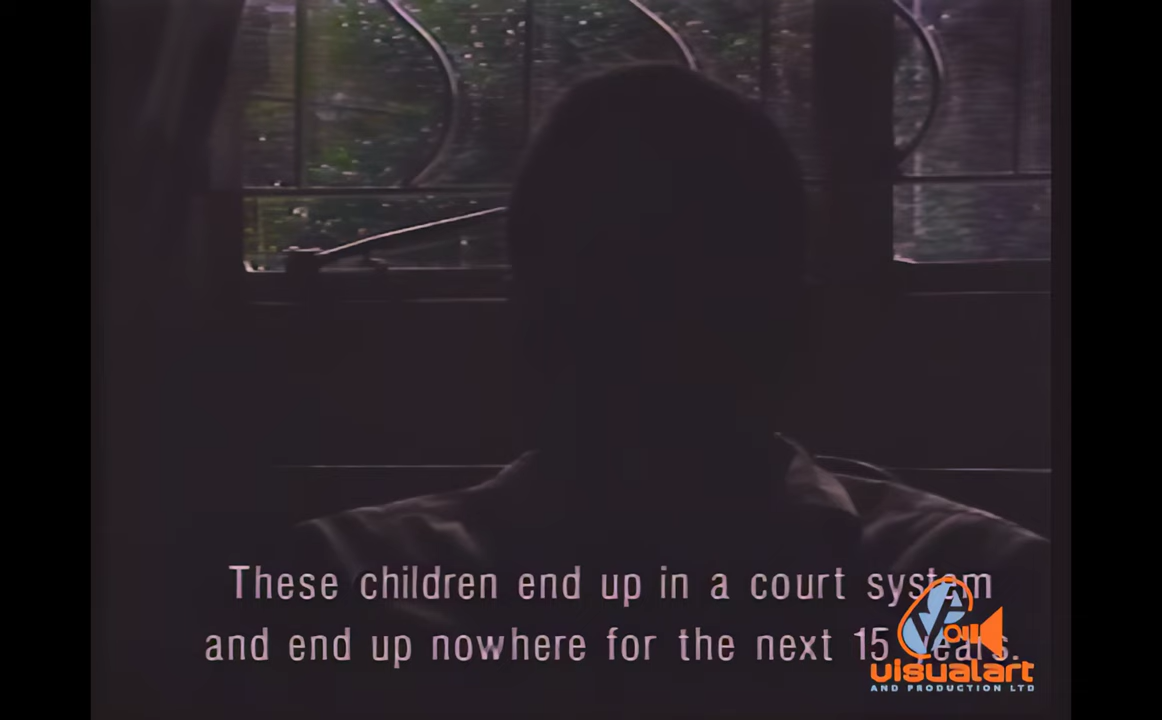 These children end up in a court system
and end up nowhere for the next 15 years.
visualart
AND PRODUCTION LTD